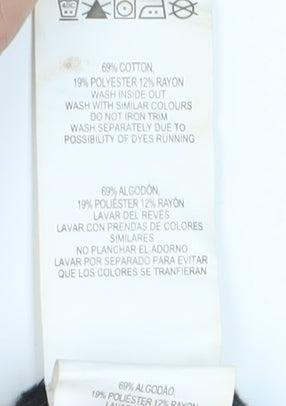 40C
69% COTTON,
19% POLYESTER 12% RAYON
WASH INSIDE OUT
WASH WITH SIMILAR COLOURS
DO NOT IRON TRIM
WASH SEPARATELY DUE TO
POSSIBILITY OF DYES RUNNING
69% ALGODÓN,
19% POLIÉSTER 12% RAYÓN
LAVAR DEL REVÉS
LAVAR CON PRENDAS DE COLORES
SIMILARES
NO PLANCHAR EL ADORNO
LAVAR POR SEPARADO PARA EVITAR
QUE LOS COLORES SE TRANFIERAN
69% ALGODÃO,
19% POLIÉSTER 12% RAYON